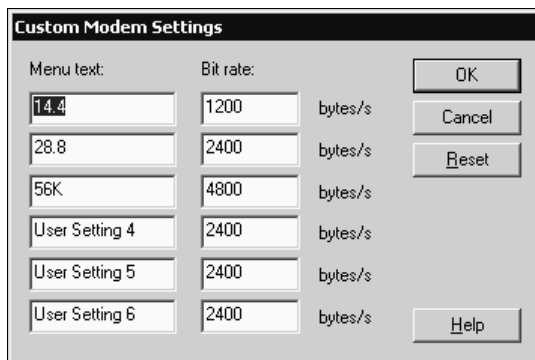 Custom Modem Settings
Menu text: Bit rate:
14.4 1200 bytes/s OK
28.8 2400 bytes/s Cancel
56K 4800 bytes/s Reset
User Setting 4 2400 bytes/s
User Setting 5 2400 bytes/s
User Setting 6 2400 bytes/s Help